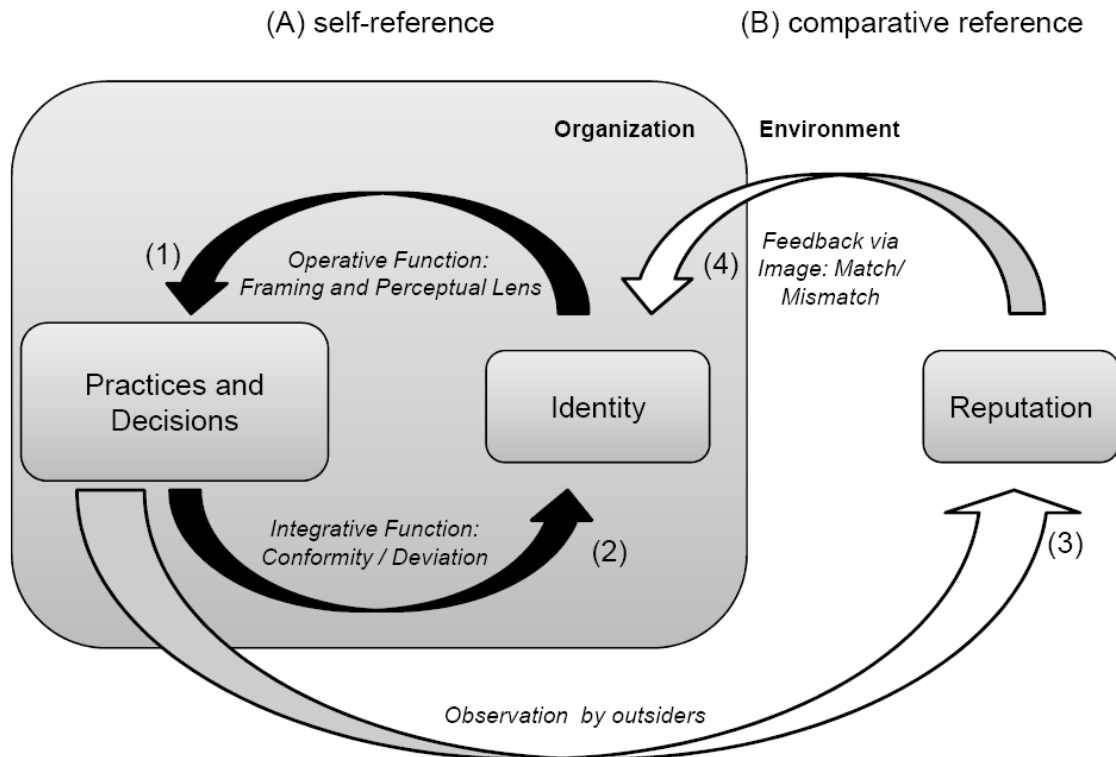 (A) self-reference
(B) comparative reference
Organization
Environment
(1)
Operative Function:
Framing and Perceptual Lens
(4)
Feedback via
Image: Match/
Mismatch
Practices and
Decisions
Identity
Reputation
Integrative Function:
Conformity / Deviation
(2)
(3)
Observation by outsiders